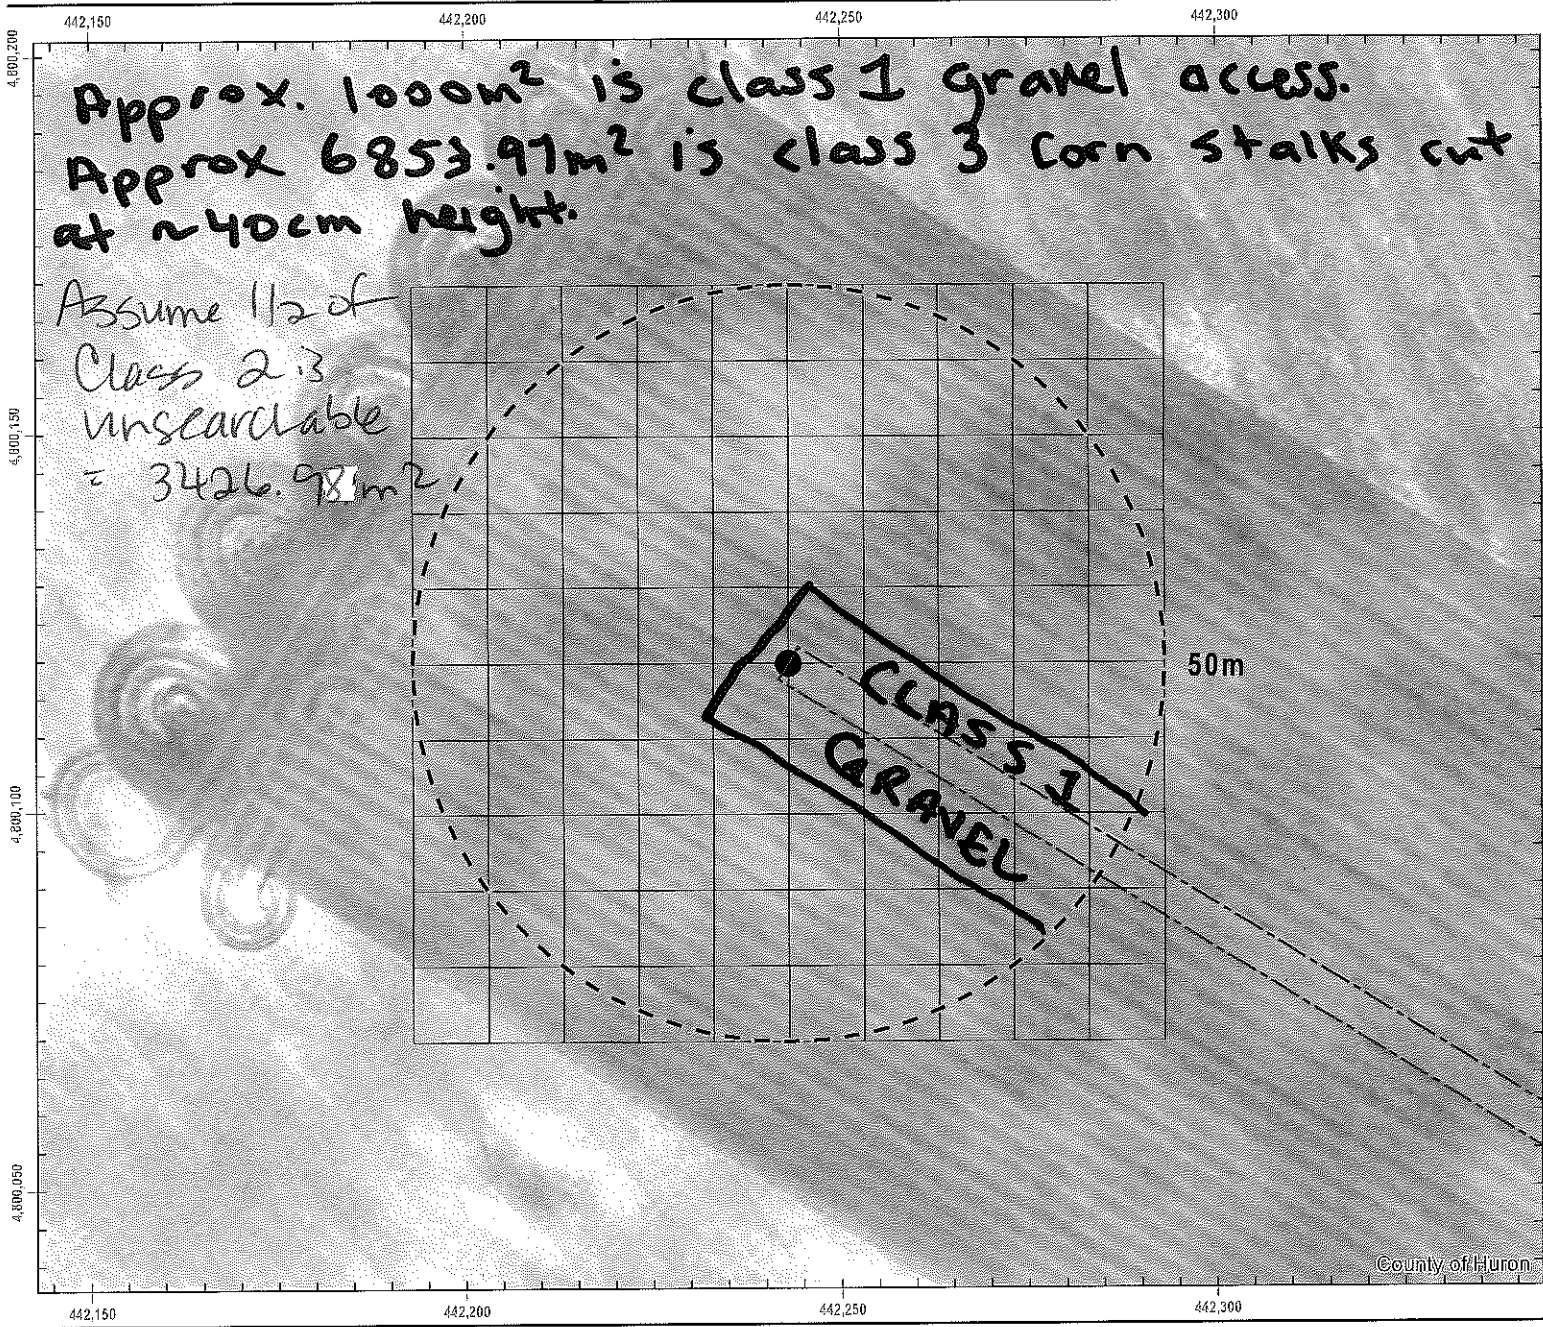 442,150 442,200 442,250 442,300
4,800,200
Approx. 1000m² is class 1 gravel access.
Approx 6853.97m² is class 3 Corn stalks cut
at ~40cm height.
Assume 1/2 of
Class 2:3
unsearchable
= 3426.98 m²
4,800,150
50m
CLASS 1
GRAVEL
4,800,100
4,800,050
County of Huron
442,150 442,200 442,250 442,300